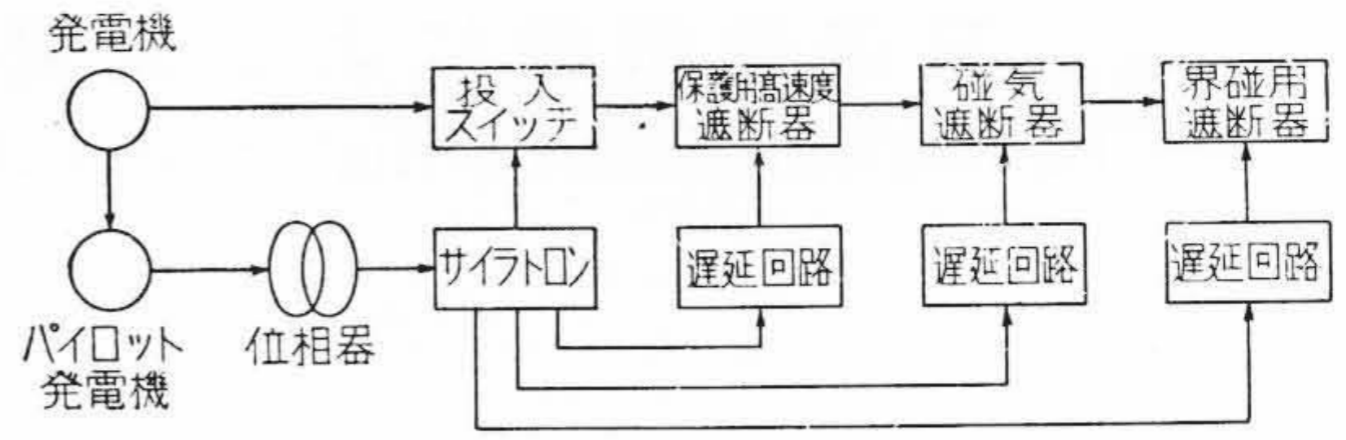 発電機
投入
スイッチ
保護用高速度
遮断器
磁気
遮断器
界磁用
遮断器
サイラトロン
遅延回路
遅延回路
遅延回路
パイロット
発電機
位相器